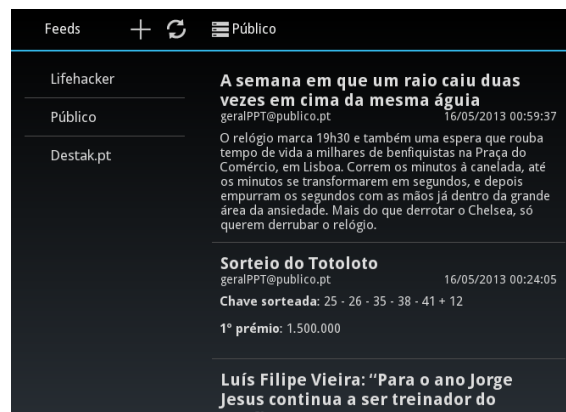 Feeds
Público
Lifehacker
Público
Destak.pt
A semana em que um raio caiu duas
vezes em cima da mesma águia
geralPPT@publico.pt 16/05/2013 00:59:37
O relógio marca 19h30 e também uma espera que rouba
tempo de vida a milhares de benfiquistas na Praça do
Comércio, em Lisboa. Correm os minutos à canelada, até
os minutos se transformarem em segundos, e depois
empurram os segundos com as mãos já dentro da grande
área da ansiedade. Mais do que derrotar o Chelsea, só
querem derrubar o relógio.
Sorteio do Totoloto
geralPPT@publico.pt 16/05/2013 00:24:05
Chave sorteada: 25 - 26 - 35 - 38 - 41 + 12
1º prémio: 1.500.000
Luís Filipe Vieira: “Para o ano Jorge
Jesus continua a ser treinador do